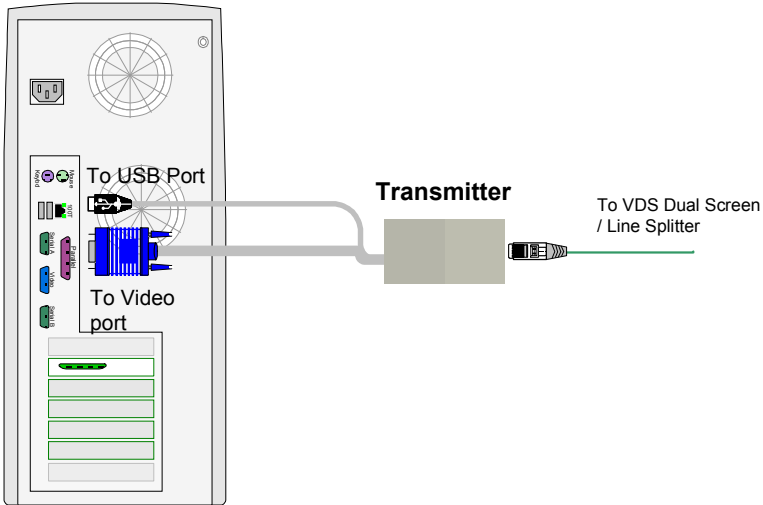 To USB Port
Transmitter
To VDS Dual Screen
/ Line Splitter
Keybd
Mouse
10/T
Serial A
Parallel
Video
Serial B
To Video
port